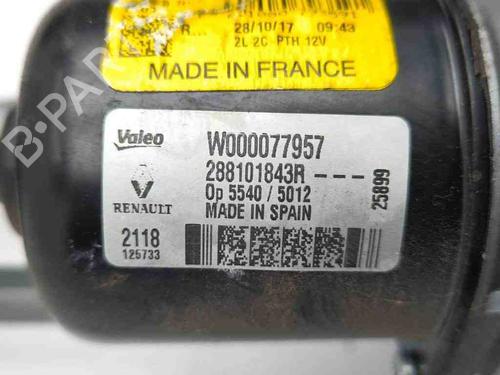 R... 28/10/17 09:43
2L 2C PTH 12V
MADE IN FRANCE
Valeo W000077957
288101843R - - -
Op 5540 / 5012
RENAULT MADE IN SPAIN
25899
2118
125733
B-PARTS